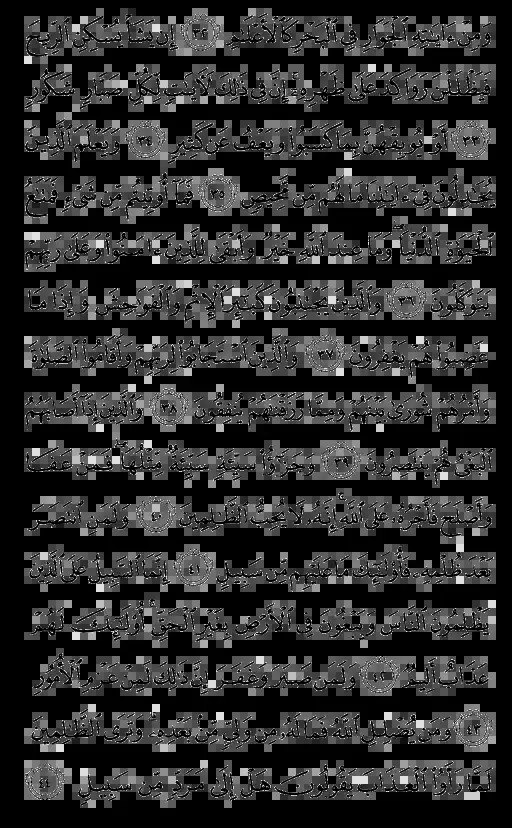 وَمِنْ ءَايَـٰتِهِ ٱلْجَوَارِ فِى ٱلْبَحْرِ كَٱلْأَعْلَـٰمِ ٣٢ إِن يَشَأْ يُسْكِنِ ٱلرِّيحَ
فَيَظْلَلْنَ رَوَاكِدَ عَلَىٰ ظَهْرِهِۦٓ إِنَّ فِى ذَٰلِكَ لَـَٔايَـٰتٍ لِّكُلِّ صَبَّارٍ شَكُورٍ
٣٣ أَوْ يُوبِقْهُنَّ بِمَا كَسَبُوا۟ وَيَعْفُ عَن كَثِيرٍ ٣٤ وَيَعْلَمَ ٱلَّذِينَ
يُجَـٰدِلُونَ فِىٓ ءَايَـٰتِنَا مَا لَهُم مِّن مَّحِيصٍ ٣٥ فَمَآ أُوتِيتُم مِّن شَىْءٍ فَمَتَـٰعُ
ٱلْحَيَوٰةِ ٱلدُّنْيَا ۖ وَمَا عِندَ ٱللَّهِ خَيْرٌ وَأَبْقَىٰ لِلَّذِينَ ءَامَنُوا۟ وَعَلَىٰ رَبِّهِمْ
يَتَوَكَّلُونَ ٣٦ وَٱلَّذِينَ يَجْتَنِبُونَ كَبَـٰٓئِرَ ٱلْإِثْمِ وَٱلْفَوَٰحِشَ وَإِذَا مَا
غَضِبُوا۟ هُمْ يَغْفِرُونَ ٣٧ وَٱلَّذِينَ ٱسْتَجَابُوا۟ لِرَبِّهِمْ وَأَقَامُوا۟ ٱلصَّلَوٰةَ
وَأَمْرُهُمْ شُورَىٰ بَيْنَهُمْ وَمِمَّا رَزَقْنَـٰهُمْ يُنفِقُونَ ٣٨ وَٱلَّذِينَ إِذَآ أَصَابَهُمُ
ٱلْبَغْىُ هُمْ يَنتَصِرُونَ ٣٩ وَجَزَٰٓؤُا۟ سَيِّئَةٍ سَيِّئَةٌ مِّثْلُهَا ۖ فَمَنْ عَفَا
وَأَصْلَحَ فَأَجْرُهُۥ عَلَى ٱللَّهِ ۚ إِنَّهُۥ لَا يُحِبُّ ٱلظَّـٰلِمِينَ ٤٠ وَلَمَنِ ٱنتَصَرَ
بَعْدَ ظُلْمِهِۦ فَأُو۟لَـٰٓئِكَ مَا عَلَيْهِم مِّن سَبِيلٍ ٤١ إِنَّمَا ٱلسَّبِيلُ عَلَى ٱلَّذِينَ
يَظْلِمُونَ ٱلنَّاسَ وَيَبْغُونَ فِى ٱلْأَرْضِ بِغَيْرِ ٱلْحَقِّ ۚ أُو۟لَـٰٓئِكَ لَهُمْ
عَذَابٌ أَلِيمٌ ٤٢ وَلَمَن صَبَرَ وَغَفَرَ إِنَّ ذَٰلِكَ لَمِنْ عَزْمِ ٱلْأُمُورِ
٤٣ وَمَن يُضْلِلِ ٱللَّهُ فَمَا لَهُۥ مِن وَلِىٍّ مِّنۢ بَعْدِهِۦ ۗ وَتَرَى ٱلظَّـٰلِمِينَ
لَمَّا رَأَوُا۟ ٱلْعَذَابَ يَقُولُونَ هَلْ إِلَىٰ مَرَدٍّ مِّن سَبِيلٍ ٤٤